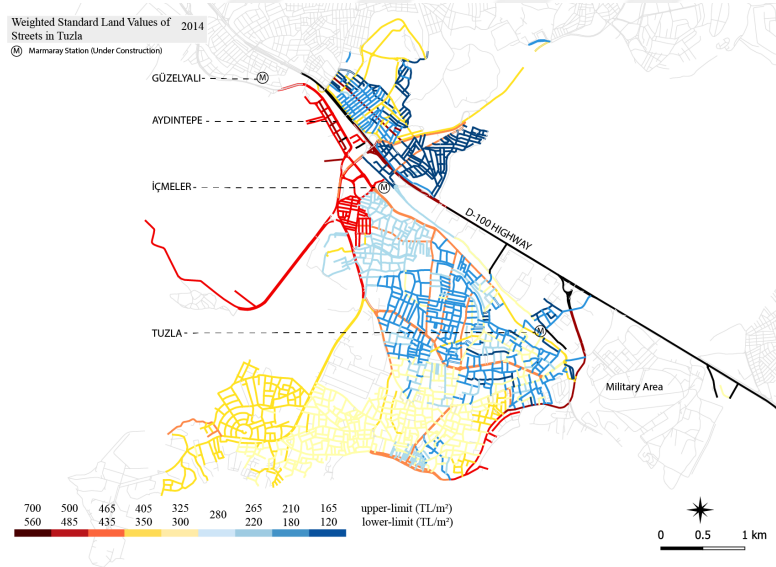 Weighted Standard Land Values of
Streets in Tuzla 2014
M Marmaray Station (Under Construction)
GÜZELYALI
M
AYDINTEPE
İÇMELER
M
D-100 HIGHWAY
TUZLA
M
Military Area
700 500 465 405 325 280 265 210 165 upper-limit (TL/m²)
560 485 435 350 300 220 180 120 lower-limit (TL/m²)
0 0.5 1 km